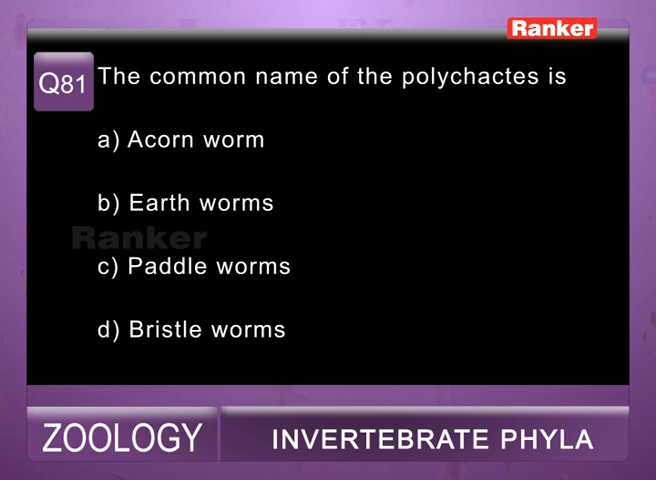 Ranker
Q81 The common name of the polychactes is
a) Acorn worm
b) Earth worms
Ranker
c) Paddle worms
d) Bristle worms
ZOOLOGY
INVERTEBRATE PHYLA